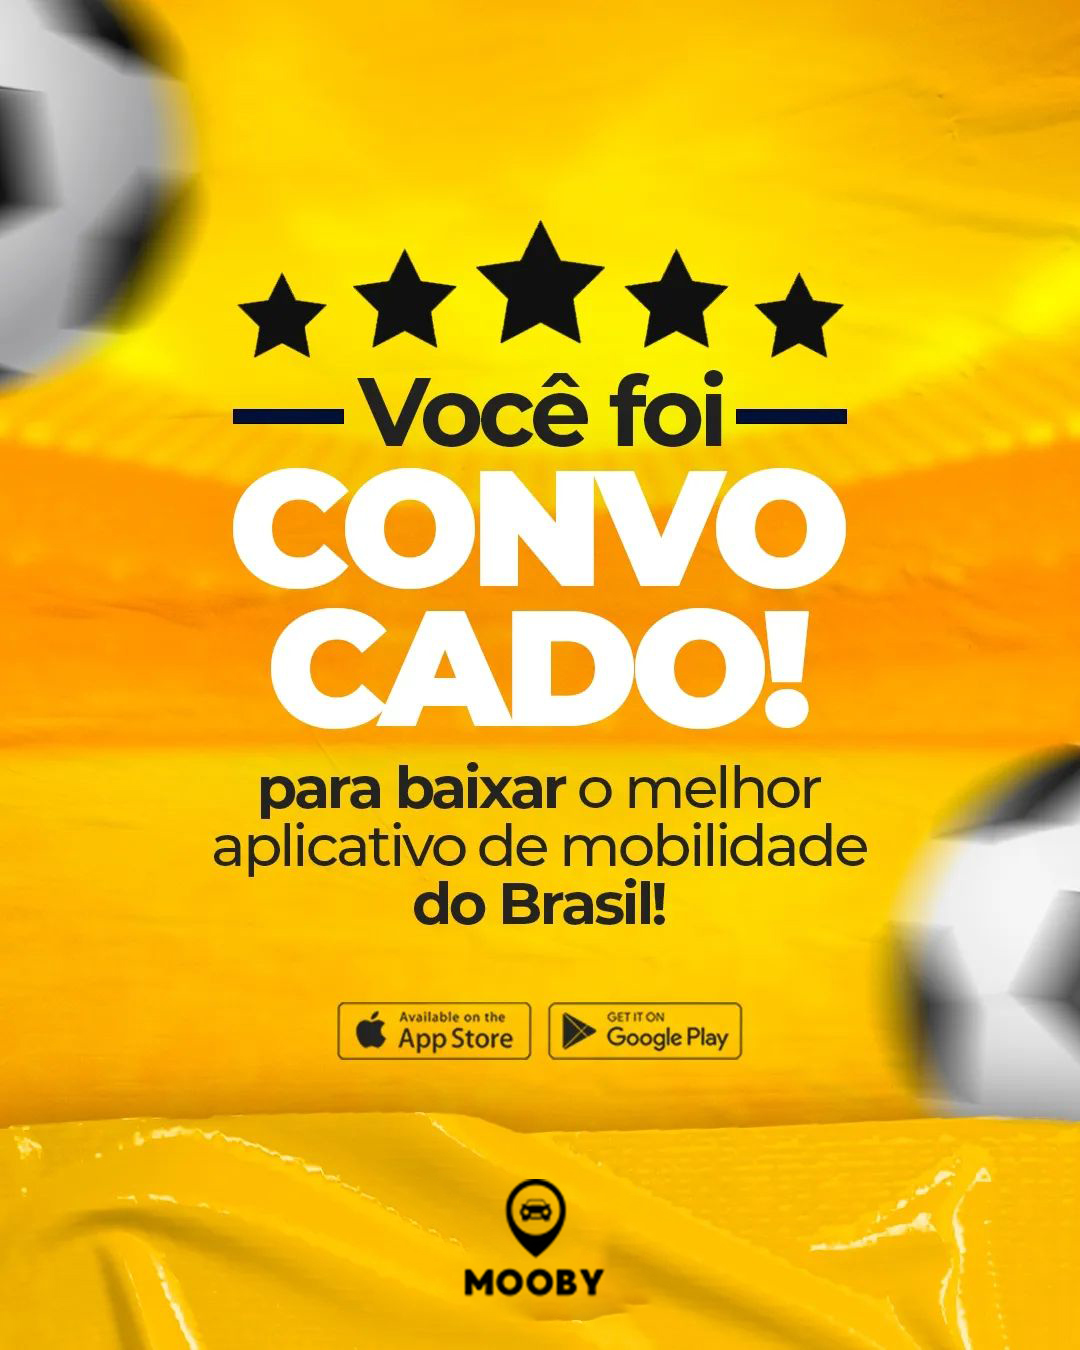 Você foi
CONVO
CADO!
para baixar o melhor
aplicativo de mobilidade
do Brasil!
Available on the
App Store
GET IT ON
Google Play
MOOBY